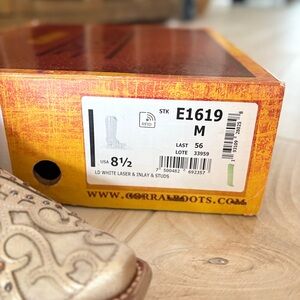 STK E1619
M
RFID
LAST 56
LOTE 33959
USA 8½
7 500482 692357
LD WHITE LASER & INLAY & STUDS
WWW.CORRALBOOTS.COM